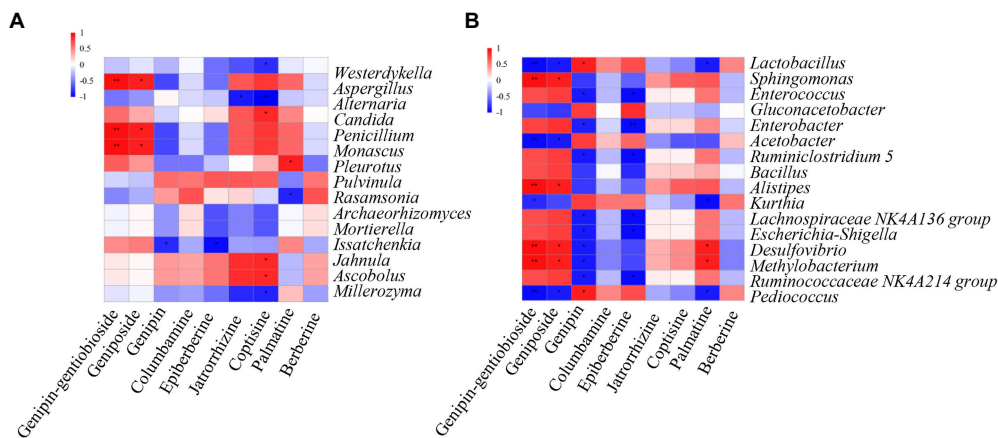 A
1
0.5
0
-0.5
-1
Westerdykella
Aspergillus
Alternaria
Candida
Penicillium
Monascus
Pleurotus
Pulvinula
Rasamsonia
Archaeorhizomyces
Mortierella
Issatchenkia
Jahnula
Ascobolus
Millerozyma
Genipin-gentiobioside
Geniposide
Genipin
Columbamine
Epiberberine
Jatrorrhizine
Coptisine
Palmatine
Berberine
B
1
0.5
0
-0.5
-1
Lactobacillus
Sphingomonas
Enterococcus
Gluconacetobacter
Enterobacter
Acetobacter
Ruminiclostridium 5
Bacillus
Alistipes
Kurthia
Lachnospiraceae NK4A136 group
Escherichia-Shigella
Desulfovibrio
Methylobacterium
Ruminococcaceae NK4A214 group
Pediococcus
Genipin-gentiobioside
Geniposide
Genipin
Columbamine
Epiberberine
Jatrorrhizine
Coptisine
Palmatine
Berberine